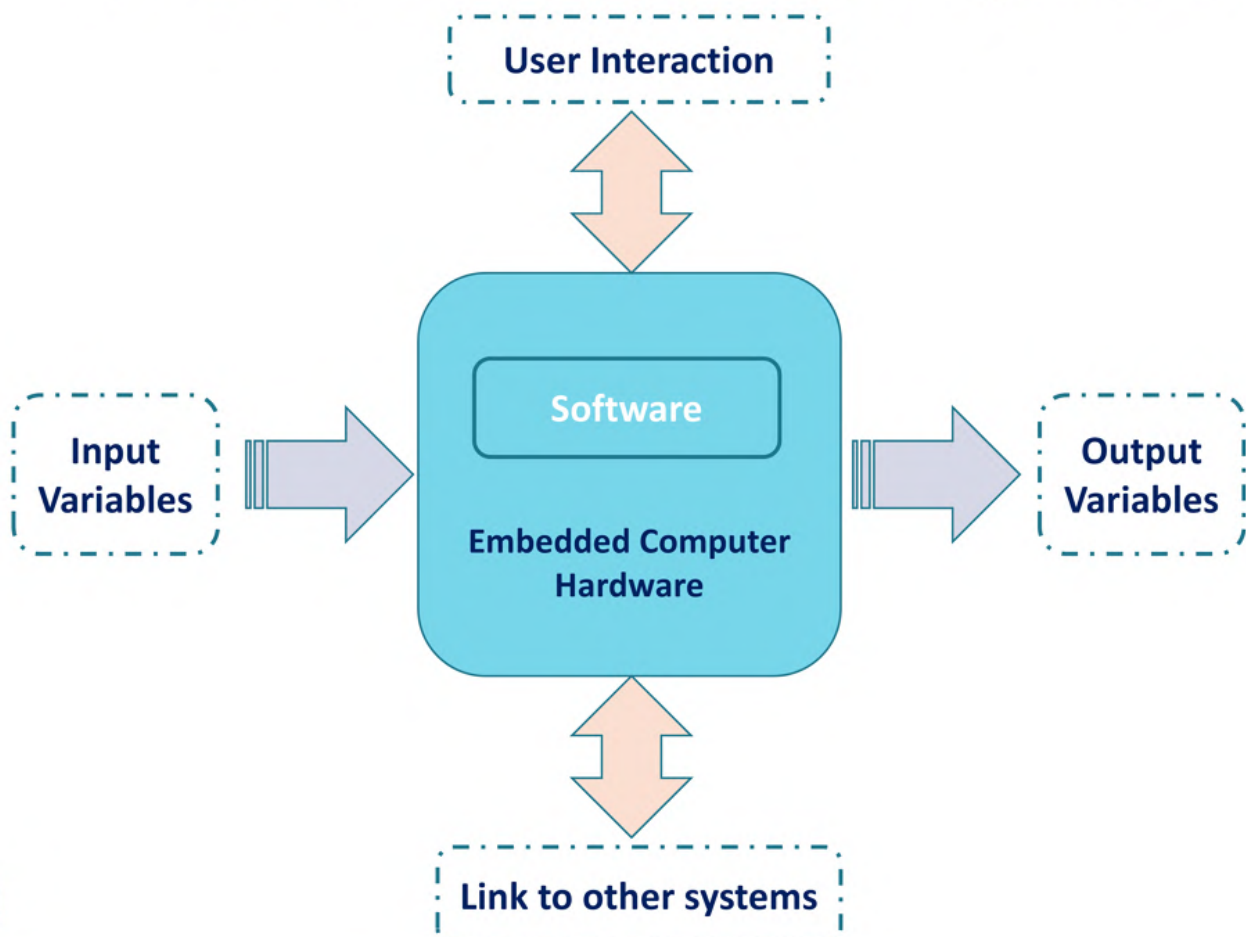 User Interaction
Input
Variables
Software
Embedded Computer
Hardware
Output
Variables
Link to other systems